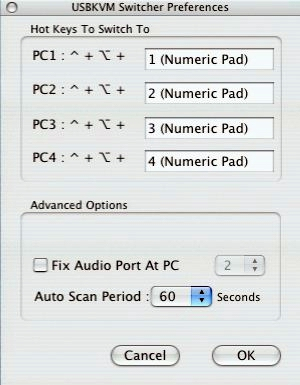 USBKVM Switcher Preferences
Hot Keys To Switch To
PC1 : ^ + ⌥ + 1 (Numeric Pad)
PC2 : ^ + ⌥ + 2 (Numeric Pad)
PC3 : ^ + ⌥ + 3 (Numeric Pad)
PC4 : ^ + ⌥ + 4 (Numeric Pad)
Advanced Options
Fix Audio Port At PC 2
Auto Scan Period : 60 Seconds
Cancel OK